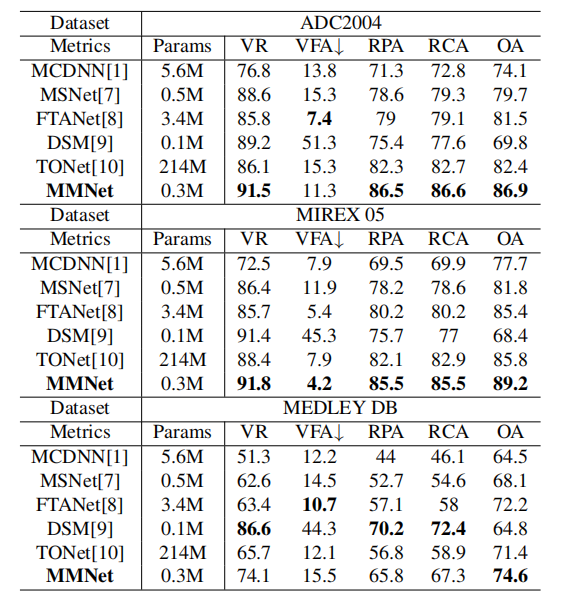 Dataset ADC2004
Metrics Params VR VFA↓ RPA RCA OA
MCDNN[1] 5.6M 76.8 13.8 71.3 72.8 74.1
MSNet[7] 0.5M 88.6 15.3 78.6 79.3 79.7
FTANet[8] 3.4M 85.8 7.4 79 79.1 81.5
DSM[9] 0.1M 89.2 51.3 75.4 77.6 69.8
TONet[10] 214M 86.1 15.3 82.3 82.7 82.4
MMNet 0.3M 91.5 11.3 86.5 86.6 86.9
Dataset MIREX 05
Metrics Params VR VFA↓ RPA RCA OA
MCDNN[1] 5.6M 72.5 7.9 69.5 69.9 77.7
MSNet[7] 0.5M 86.4 11.9 78.2 78.6 81.8
FTANet[8] 3.4M 85.7 5.4 80.2 80.2 85.4
DSM[9] 0.1M 91.4 45.3 75.7 77 68.4
TONet[10] 214M 88.4 7.9 82.1 82.9 85.8
MMNet 0.3M 91.8 4.2 85.5 85.5 89.2
Dataset MEDLEY DB
Metrics Params VR VFA↓ RPA RCA OA
MCDNN[1] 5.6M 51.3 12.2 44 46.1 64.5
MSNet[7] 0.5M 62.6 14.5 52.7 54.6 68.1
FTANet[8] 3.4M 63.4 10.7 57.1 58 72.2
DSM[9] 0.1M 86.6 44.3 70.2 72.4 64.8
TONet[10] 214M 65.7 12.1 56.8 58.9 71.4
MMNet 0.3M 74.1 15.5 65.8 67.3 74.6